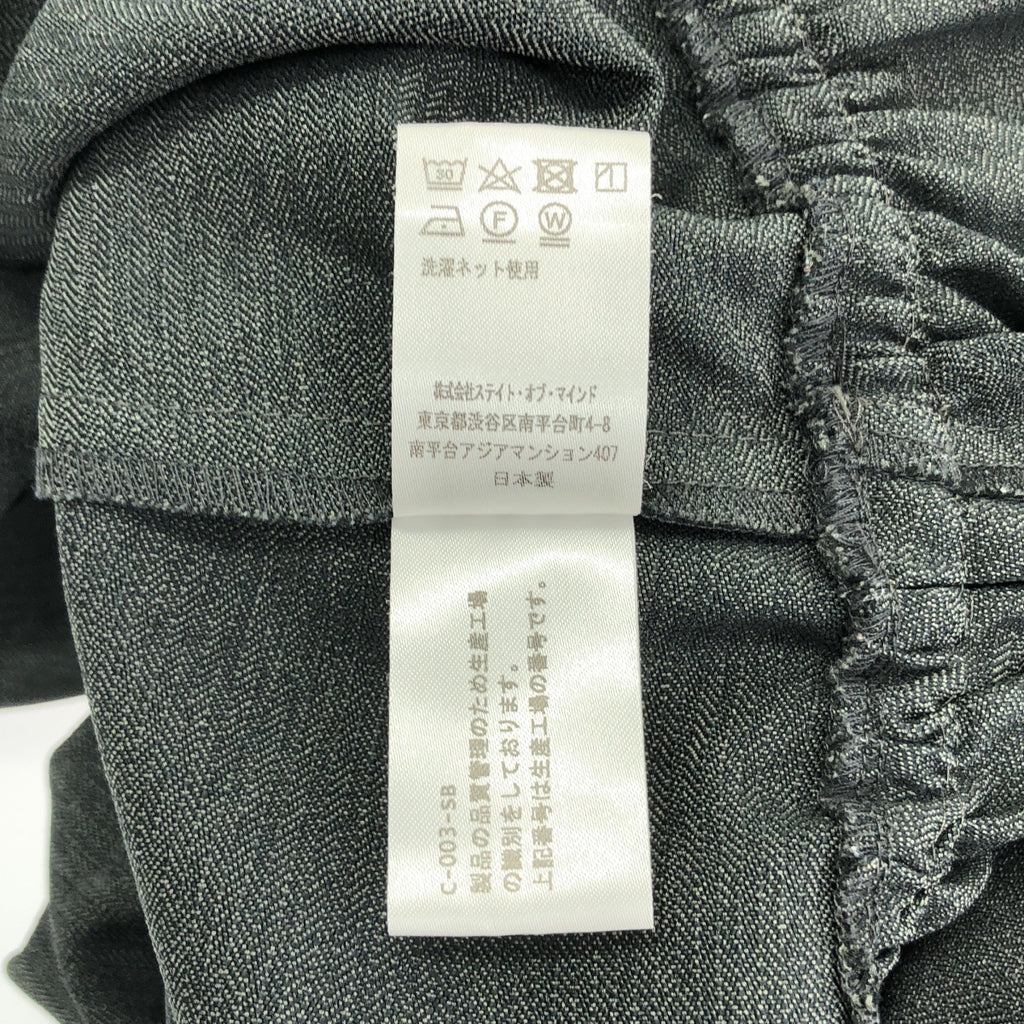 30
F W
洗濯ネット使用
株式会社ステイト・オブ・マインド
東京都渋谷区南平台町4-8
南平台アジアマンション407
日本製
C-003-SB
製品の品質管理のため生産工場
の識別をしております。
上記番号は生産工場の番号です。